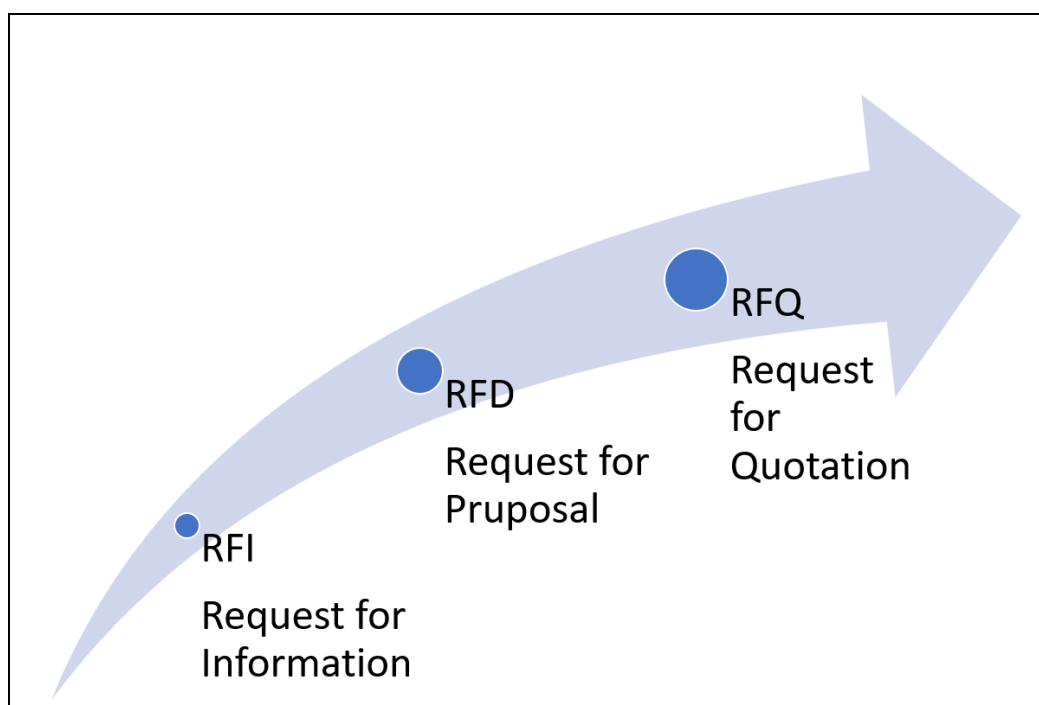 RFI
Request for
Information
RFD
Request for
Pruposal
RFQ
Request
for
Quotation